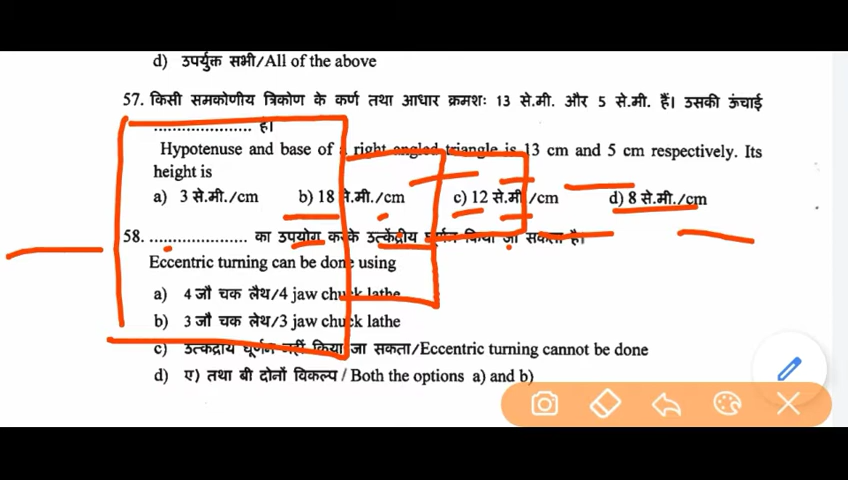 d) उपर्युक्त सभी/All of the above
57. किसी समकोणीय त्रिकोण के कर्ण तथा आधार क्रमशः 13 से.मी. और 5 से.मी. हैं। उसकी ऊंचाई
..................... है।
Hypotenuse and base of a right angled triangle is 13 cm and 5 cm respectively. Its
height is
a) 3 से.मी./cm b) 18 से.मी./cm c) 12 से.मी./cm d) 8 से.मी./cm
58. ..................... का उपयोग करके उत्केंद्रीय घूर्णन किया जा सकता है।
Eccentric turning can be done using
a) 4 जौ चक लैथ/4 jaw chuck lathe
b) 3 जौ चक लेथ/3 jaw chuck lathe
c) उत्केंद्रीय घूर्णन नहीं किया जा सकता/Eccentric turning cannot be done
d) ए) तथा बी दोनों विकल्प / Both the options a) and b)